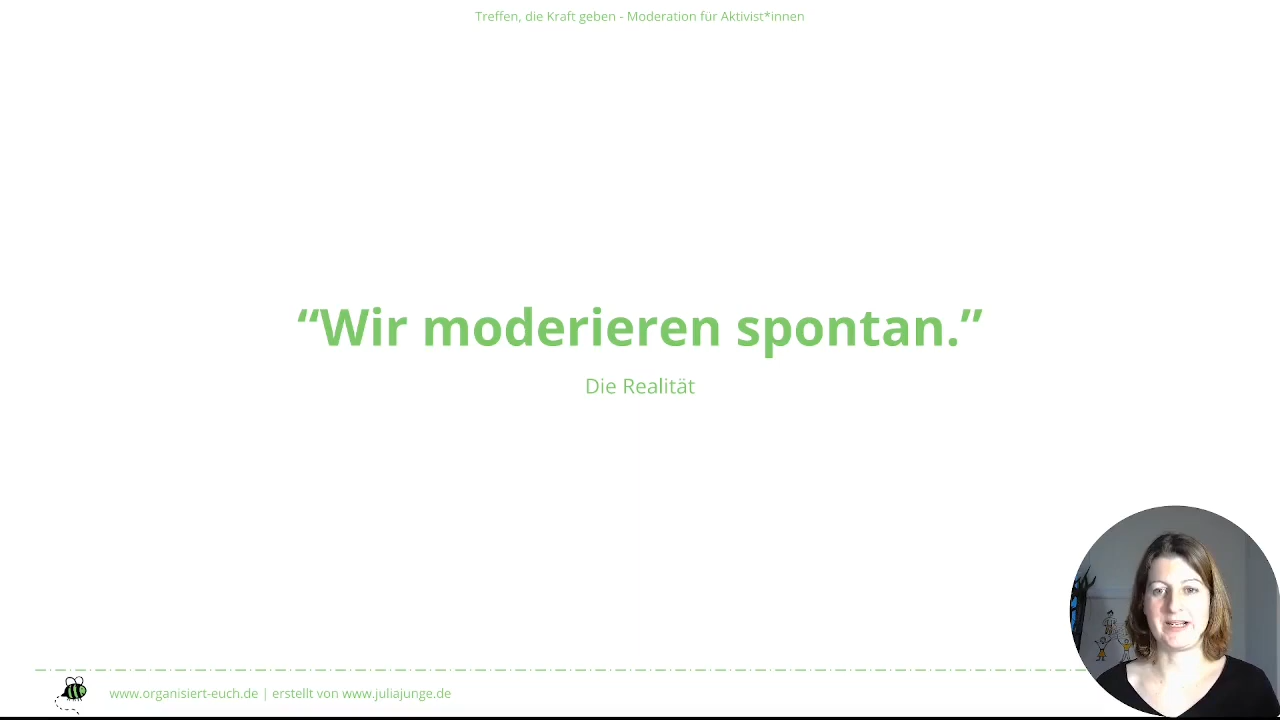 Treffen, die Kraft geben - Moderation für Aktivist*innen
“Wir moderieren spontan.”
Die Realität
www.organisiert-euch.de | erstellt von www.juliajunge.de